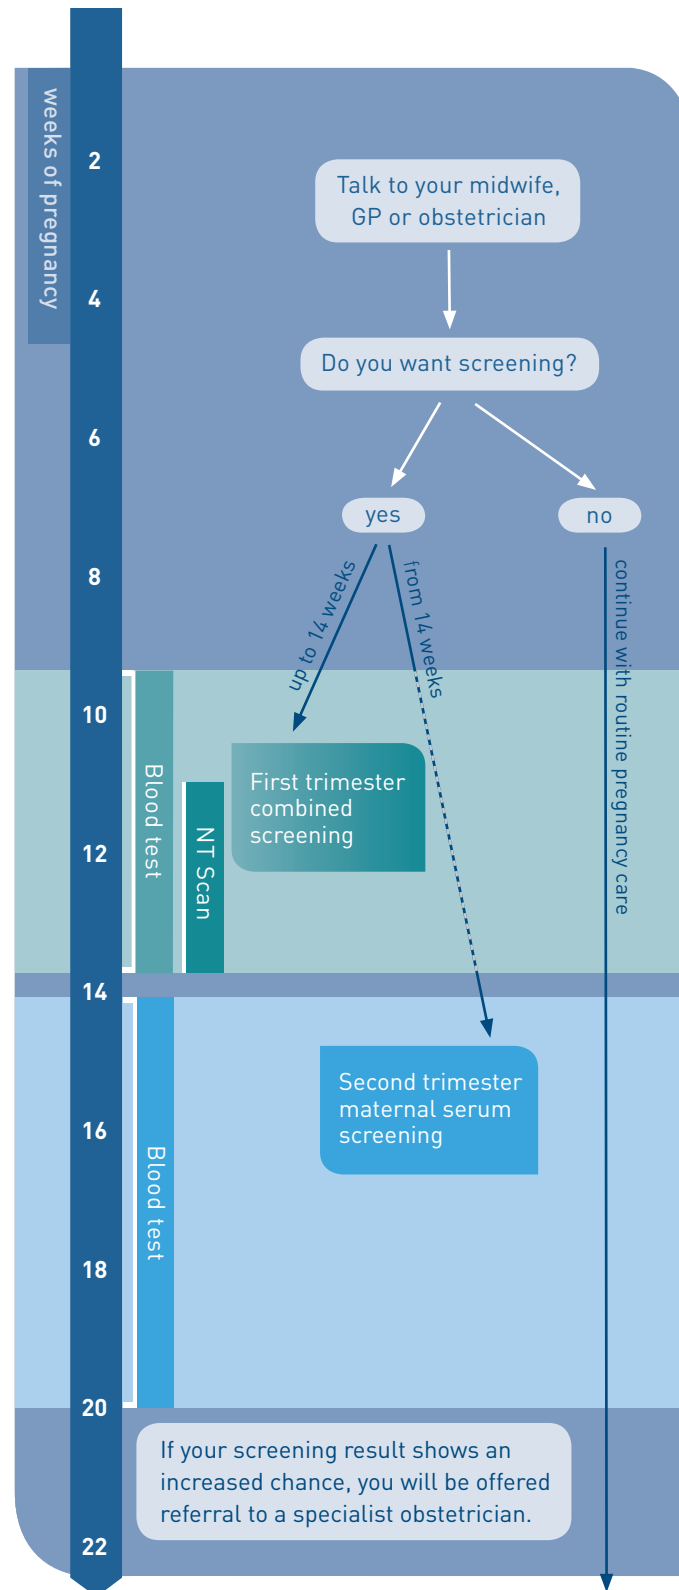 weeks of pregnancy
2
Talk to your midwife,
GP or obstetrician
4
Do you want screening?
6
yes
no
8
up to 14 weeks
from 14 weeks
continue with routine pregnancy care
10
Blood test
First trimester
combined
screening
NT Scan
12
14
Second trimester
maternal serum
screening
16
Blood test
18
20
If your screening result shows an
increased chance, you will be offered
referral to a specialist obstetrician.
22